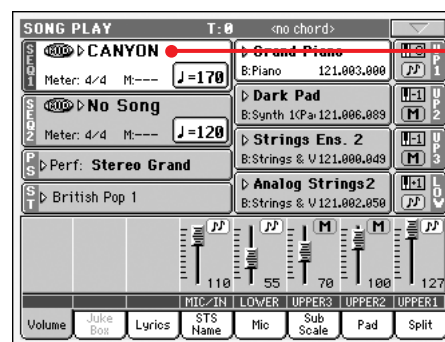 SONG PLAY T:0 <no chord>
SEQ1 CANYON
Meter: 4/4 M:--- ♩=170
SEQ2 No Song
Meter: 4/4 M:--- ♩=120
PS Perf: Stereo Grand
ST British Pop 1
Grand Piano UP1
B:Piano 121.003.000
Dark Pad -1 UP2
B:Synth 1(Pa 121.006.089 M
Strings Ens. 2 -1 UP3
B:Strings & V 121.000.049 M
Analog Strings2 +1 LOW
B:Strings & V 121.002.050
M M
110 55 70 100 127
MIC/IN LOWER UPPER3 UPPER2 UPPER1
Volume Juke Box Lyrics STS Name Mic Sub Scale Pad Split